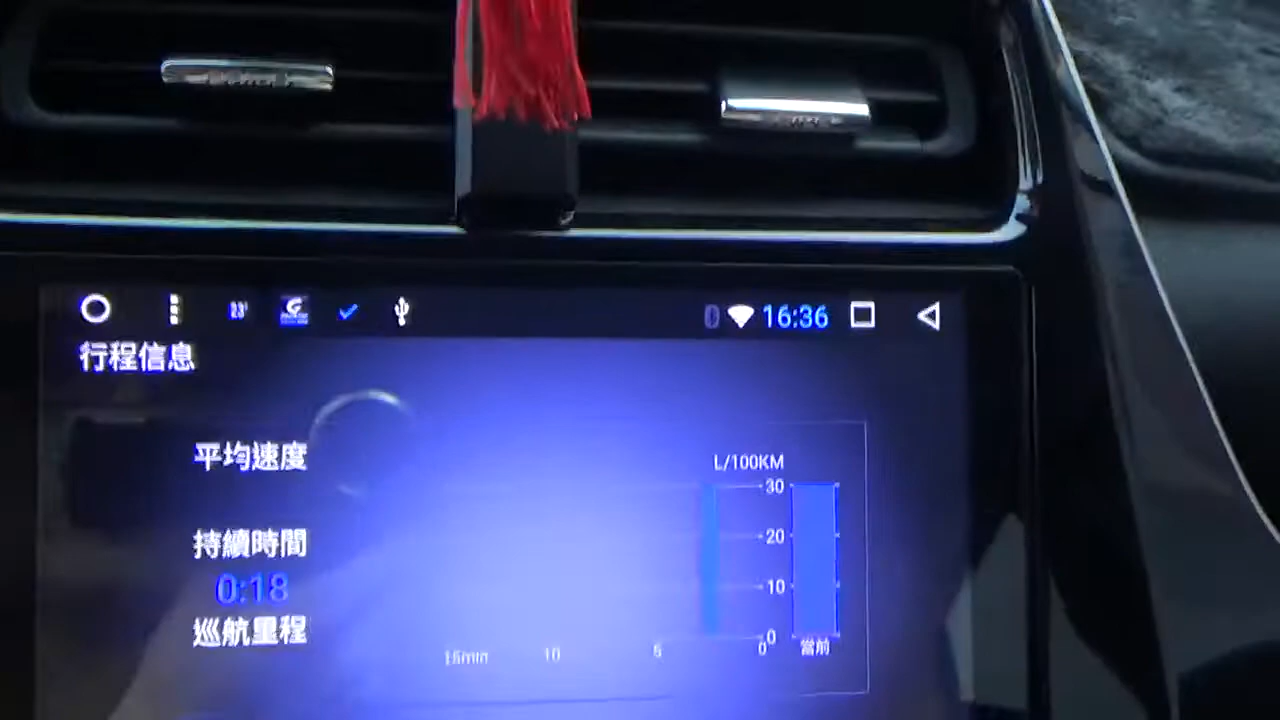 23° 16:36
行程信息
平均速度
L/100KM
30
20
10
0
持續時間
0:18
巡航里程
15min 10 5 0 當前